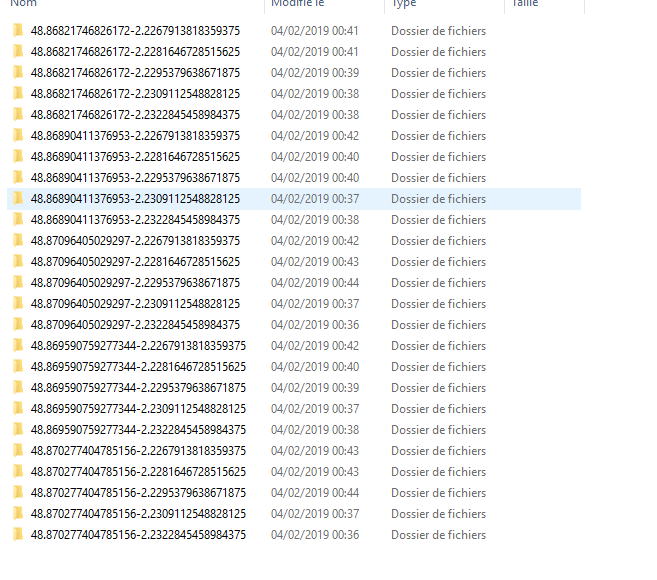 Nom Modifié le Type Taille
48.86821746826172-2.2267913818359375 04/02/2019 00:41 Dossier de fichiers
48.86821746826172-2.2281646728515625 04/02/2019 00:41 Dossier de fichiers
48.86821746826172-2.2295379638671875 04/02/2019 00:39 Dossier de fichiers
48.86821746826172-2.2309112548828125 04/02/2019 00:38 Dossier de fichiers
48.86821746826172-2.2322845458984375 04/02/2019 00:38 Dossier de fichiers
48.86890411376953-2.2267913818359375 04/02/2019 00:42 Dossier de fichiers
48.86890411376953-2.2281646728515625 04/02/2019 00:40 Dossier de fichiers
48.86890411376953-2.2295379638671875 04/02/2019 00:40 Dossier de fichiers
48.86890411376953-2.2309112548828125 04/02/2019 00:37 Dossier de fichiers
48.86890411376953-2.2322845458984375 04/02/2019 00:38 Dossier de fichiers
48.87096405029297-2.2267913818359375 04/02/2019 00:42 Dossier de fichiers
48.87096405029297-2.2281646728515625 04/02/2019 00:43 Dossier de fichiers
48.87096405029297-2.2295379638671875 04/02/2019 00:44 Dossier de fichiers
48.87096405029297-2.2309112548828125 04/02/2019 00:37 Dossier de fichiers
48.87096405029297-2.2322845458984375 04/02/2019 00:36 Dossier de fichiers
48.869590759277344-2.2267913818359375 04/02/2019 00:42 Dossier de fichiers
48.869590759277344-2.2281646728515625 04/02/2019 00:40 Dossier de fichiers
48.869590759277344-2.2295379638671875 04/02/2019 00:39 Dossier de fichiers
48.869590759277344-2.2309112548828125 04/02/2019 00:37 Dossier de fichiers
48.869590759277344-2.2322845458984375 04/02/2019 00:38 Dossier de fichiers
48.870277404785156-2.2267913818359375 04/02/2019 00:43 Dossier de fichiers
48.870277404785156-2.2281646728515625 04/02/2019 00:43 Dossier de fichiers
48.870277404785156-2.2295379638671875 04/02/2019 00:44 Dossier de fichiers
48.870277404785156-2.2309112548828125 04/02/2019 00:37 Dossier de fichiers
48.870277404785156-2.2322845458984375 04/02/2019 00:36 Dossier de fichiers